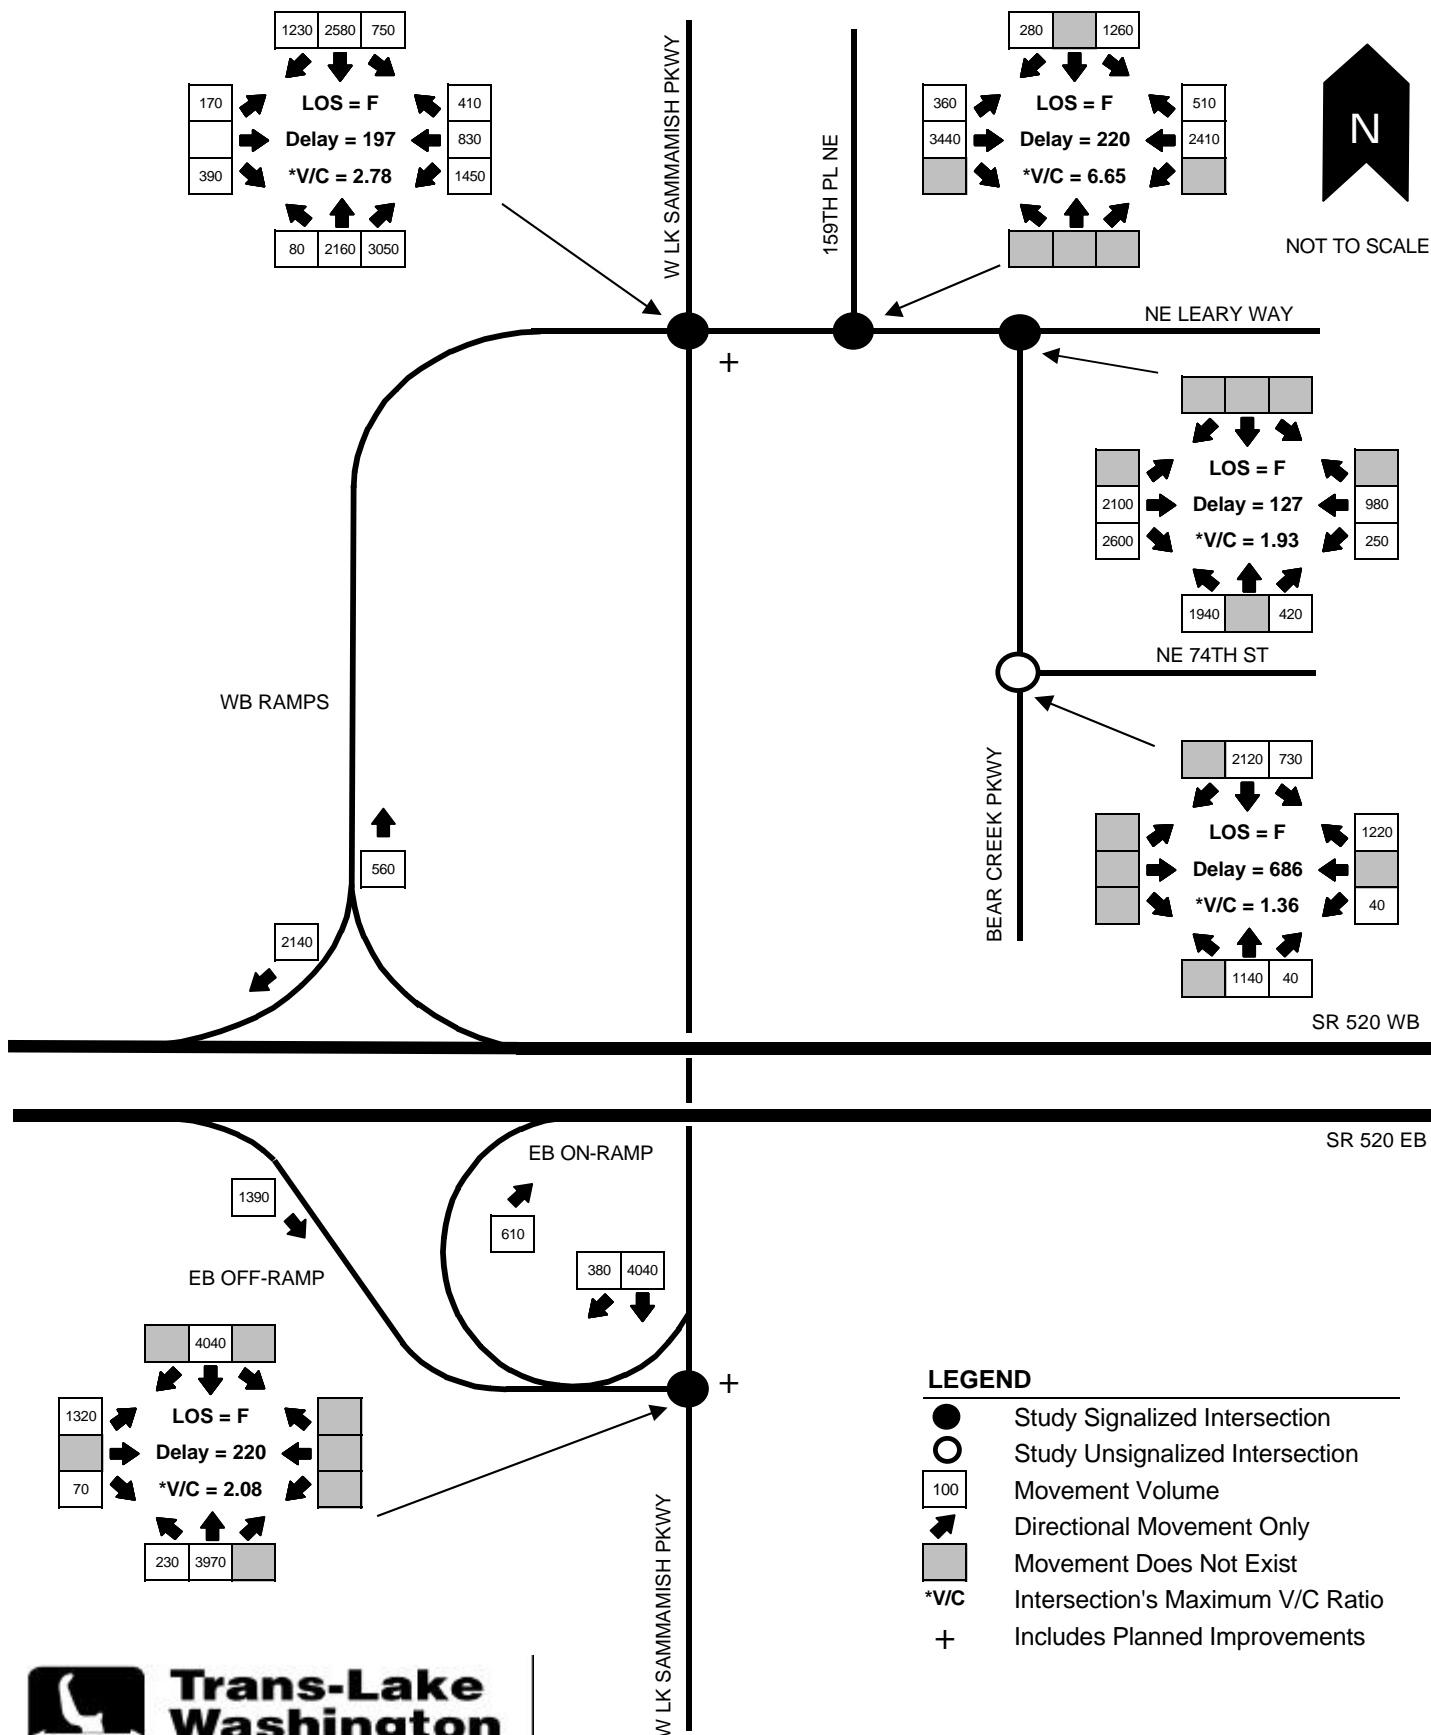 1230 2580 750
170 LOS = F 410
Delay = 197 830
390 *V/C = 2.78 1450
80 2160 3050
W LK SAMMAMISH PKWY
159TH PL NE
280 1260
360 LOS = F 510
3440 Delay = 220 2410
*V/C = 6.65
N
NOT TO SCALE
NE LEARY WAY
+
LOS = F
2100 Delay = 127 980
2600 *V/C = 1.93 250
1940 420
NE 74TH ST
WB RAMPS
BEAR CREEK PKWY
2120 730
LOS = F 1220
Delay = 686
*V/C = 1.36 40
1140 40
560
2140
SR 520 WB
SR 520 EB
EB ON-RAMP
1390
610
380 4040
EB OFF-RAMP
4040
1320 LOS = F
Delay = 220
70 *V/C = 2.08
230 3970
+
W LK SAMMAMISH PKWY
LEGEND
Study Signalized Intersection
Study Unsignalized Intersection
100 Movement Volume
Directional Movement Only
Movement Does Not Exist
*V/C Intersection's Maximum V/C Ratio
+ Includes Planned Improvements
Trans-Lake
Washington